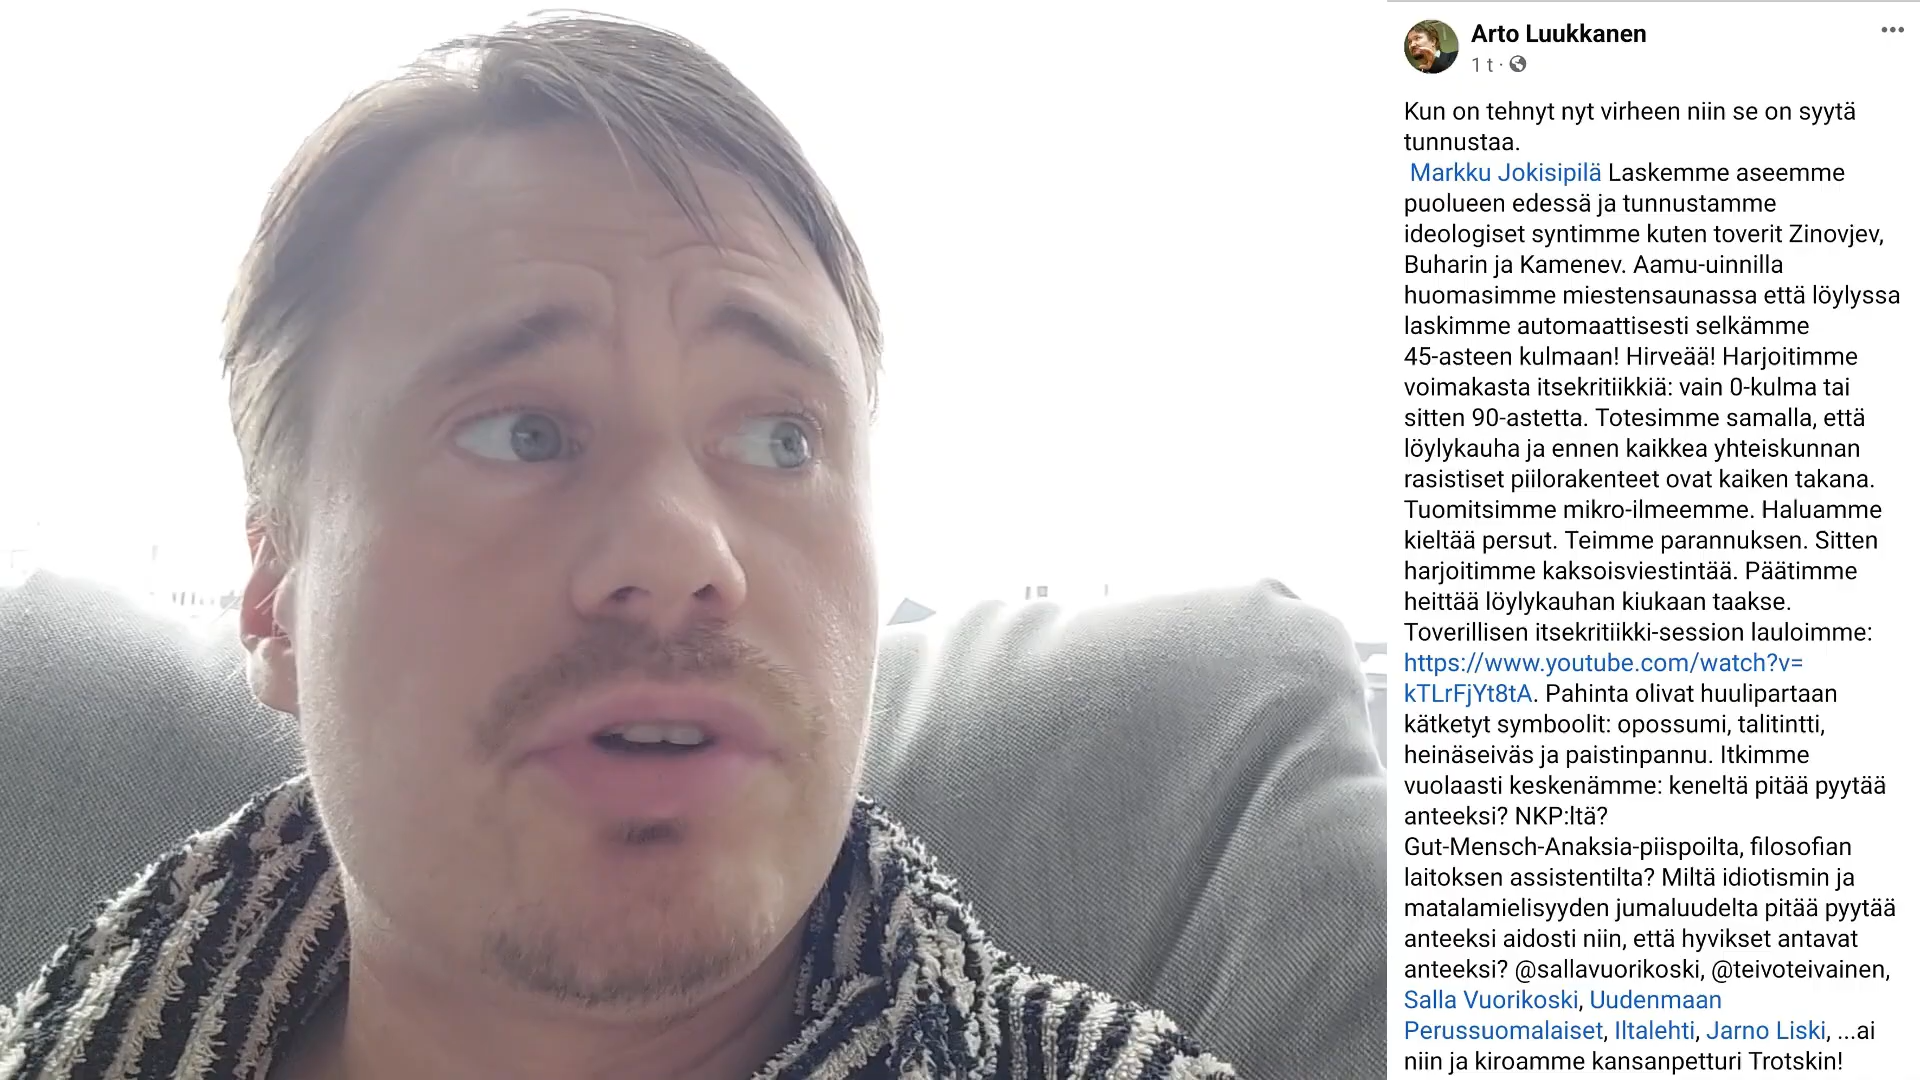 Arto Luukkanen
1 t ·
Kun on tehnyt nyt virheen niin se on syytä
tunnustaa.
Markku Jokisipilä Laskemme aseemme
puolueen edessä ja tunnustamme
ideologiset syntimme kuten toverit Zinovjev,
Buharin ja Kamenev. Aamu-uinnilla
huomasimme miestensaunassa että löylyssa
laskimme automaattisesti selkämme
45-asteen kulmaan! Hirveää! Harjoitimme
voimakasta itsekritiikkiä: vain 0-kulma tai
sitten 90-astetta. Totesimme samalla, että
löylykauha ja ennen kaikkea yhteiskunnan
rasistiset piilorakenteet ovat kaiken takana.
Tuomitsimme mikro-ilmeemme. Haluamme
kieltää persut. Teimme parannuksen. Sitten
harjoitimme kaksoisviestintää. Päätimme
heittää löylykauhan kiukaan taakse.
Toverillisen itsekritiikki-session lauloimme:
https://www.youtube.com/watch?v=
kTLrFjYt8tA. Pahinta olivat huulipartaan
kätketyt symboolit: opossumi, talitintti,
heinäseiväs ja paistinpannu. Itkimme
vuolaasti keskenämme: keneltä pitää pyytää
anteeksi? NKP:ltä?
Gut-Mensch-Anaksia-piispoilta, filosofian
laitoksen assistentilta? Miltä idiotismin ja
matalamielisyyden jumaluudelta pitää pyytää
anteeksi aidosti niin, että hyvikset antavat
anteeksi? @sallavuorikoski, @teivoteivainen,
Salla Vuorikoski, Uudenmaan
Perussuomalaiset, Iltalehti, Jarno Liski, ...ai
niin ja kiroamme kansanpetturi Trotskin!